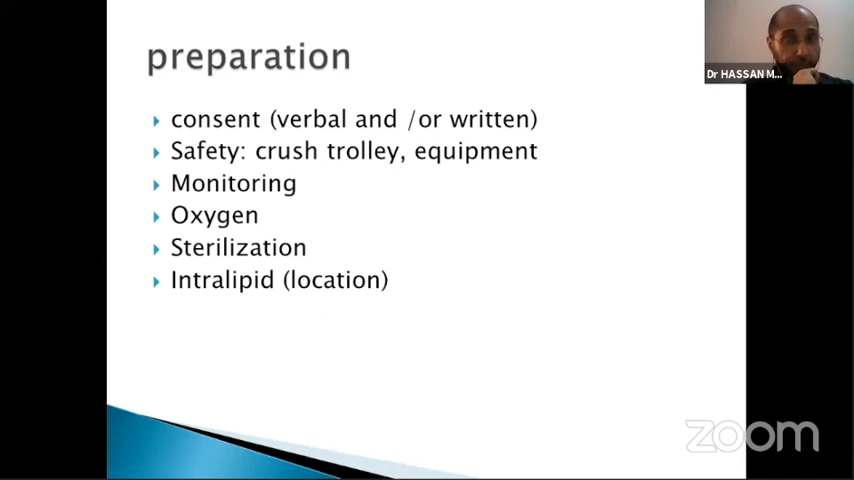 preparation
Dr HASSAN M...
consent (verbal and /or written)
Safety: crush trolley, equipment
Monitoring
Oxygen
Sterilization
Intralipid (location)
zoom